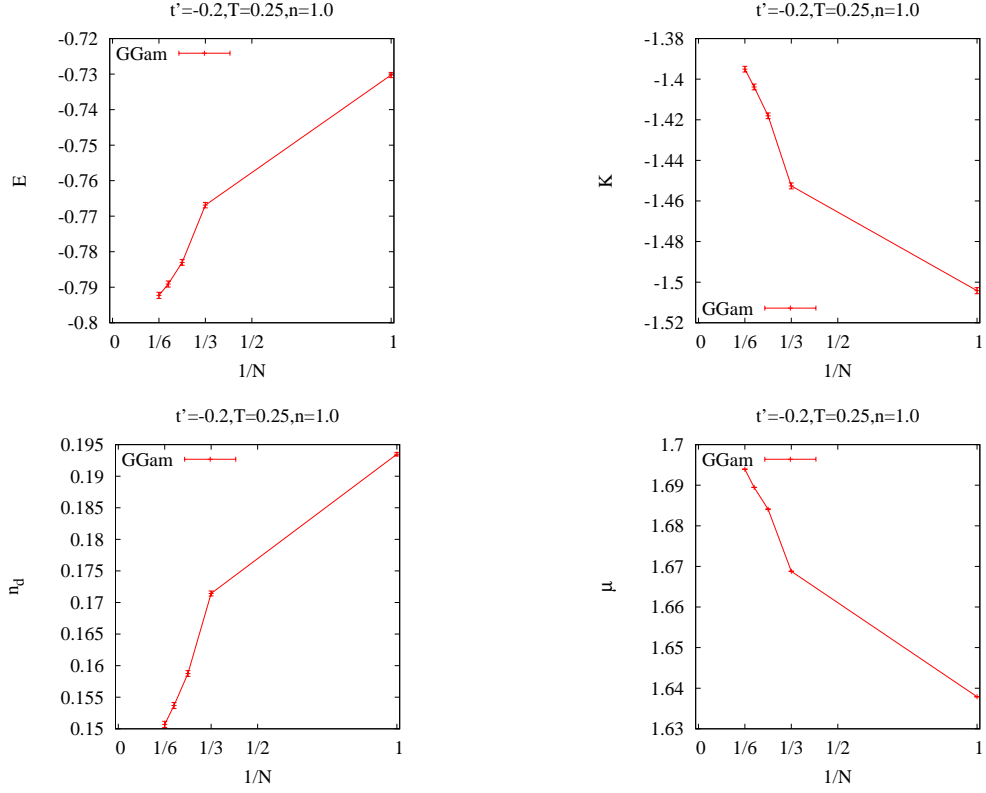 t'=-0.2,T=0.25,n=1.0
GGam
E
-0.72
-0.73
-0.74
-0.75
-0.76
-0.77
-0.78
-0.79
-0.8
0 1/6 1/3 1/2 1
1/N
t'=-0.2,T=0.25,n=1.0
GGam
K
-1.38
-1.4
-1.42
-1.44
-1.46
-1.48
-1.5
-1.52
0 1/6 1/3 1/2 1
1/N
t'=-0.2,T=0.25,n=1.0
GGam
n_d
0.195
0.19
0.185
0.18
0.175
0.17
0.165
0.16
0.155
0.15
0 1/6 1/3 1/2 1
1/N
t'=-0.2,T=0.25,n=1.0
GGam
μ
1.7
1.69
1.68
1.67
1.66
1.65
1.64
1.63
0 1/6 1/3 1/2 1
1/N